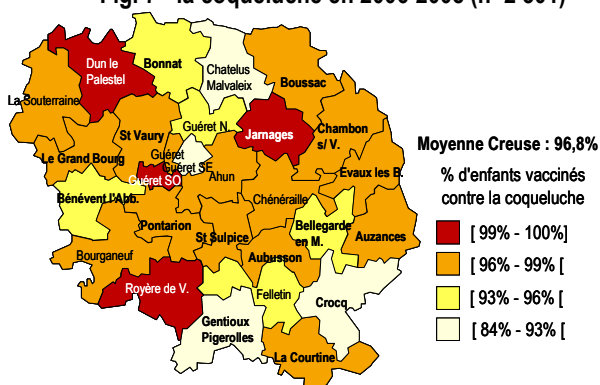 la coqueluche en 2006-2008
Dun le
Palestel
Bonnat
Chatelus
Malvaleix
Boussac
La Souterraine
St Vaury
Guéret N.
Jarnages
Chambon
s/ V.
Le Grand Bourg
Guéret
Guéret SE
Guéret SO
Ahun
Evaux les B.
Bénévent l'Abb.
Chénéraille
Pontarion
St Sulpice
Bellegarde
en M.
Auzances
Bourganeuf
Aubusson
Royère de V.
Felletin
Crocq
Gentioux
Pigerolles
La Courtine
Moyenne Creuse : 96,8%
% d'enfants vaccinés
contre la coqueluche
[ 99% - 100%]
[ 96% - 99% [
[ 93% - 96% [
[ 84% - 93% [